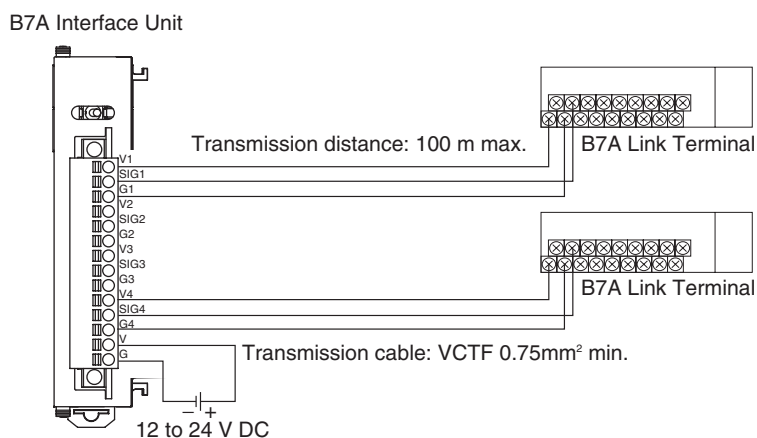 B7A Interface Unit
Transmission distance: 100 m max.
B7A Link Terminal
V1
SIG1
G1
V2
SIG2
G2
V3
SIG3
G3
V4
SIG4
G4
V
G
B7A Link Terminal
Transmission cable: VCTF 0.75mm² min.
− +
12 to 24 V DC